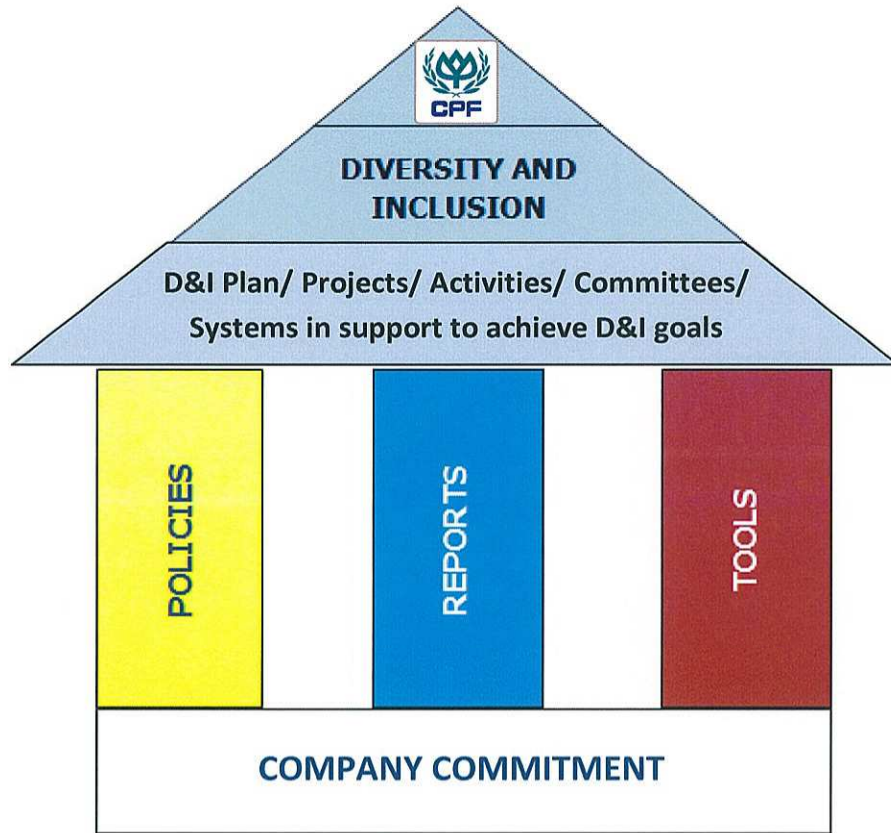 CPF
DIVERSITY AND
INCLUSION
D&I Plan/ Projects/ Activities/ Committees/
Systems in support to achieve D&I goals
POLICIES
REPORTS
TOOLS
COMPANY COMMITMENT